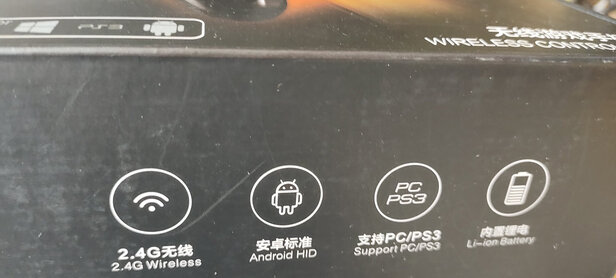 PS3
WIRELESS CONTRO
PC
PS3
2.4G无线
2.4G Wireless
安卓标准
Android HID
支持PC/PS3
Support PC/PS3
内置锂电
Li-ion Battery